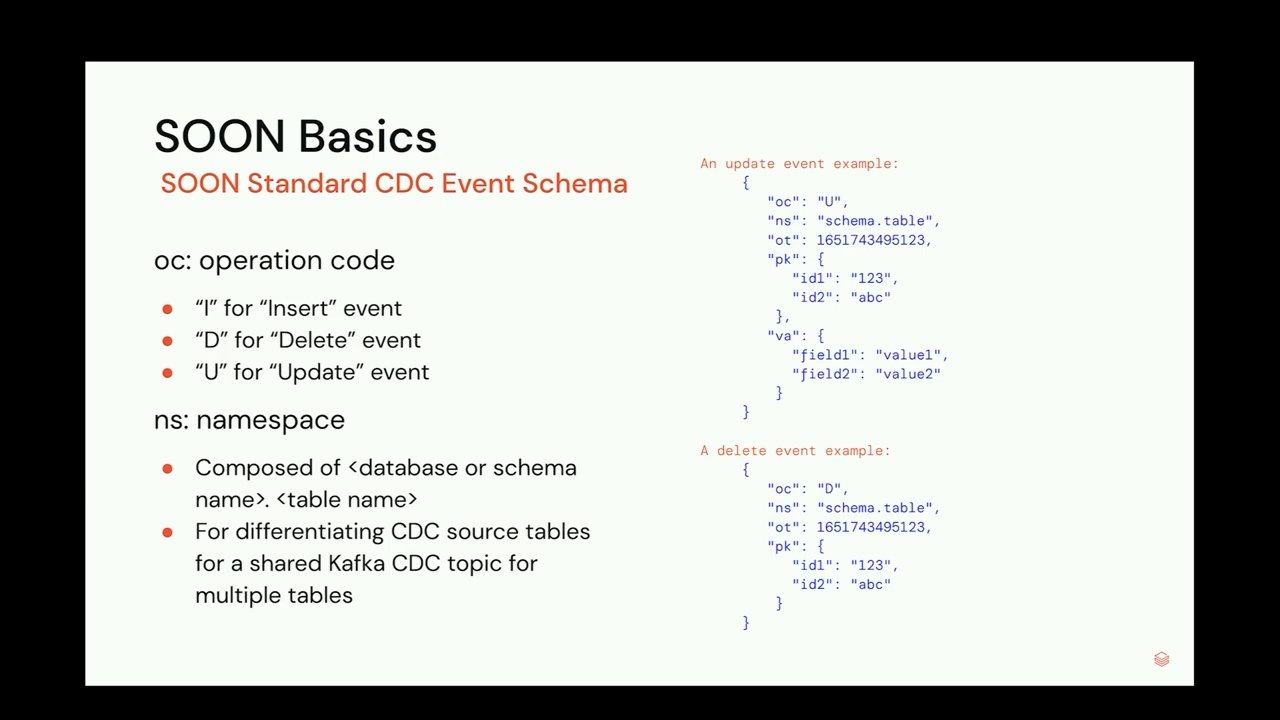 SOON Basics
SOON Standard CDC Event Schema
oc: operation code
● “I” for “Insert” event
● “D” for “Delete” event
● “U” for “Update” event
ns: namespace
● Composed of <database or schema
name>. <table name>
● For differentiating CDC source tables
for a shared Kafka CDC topic for
multiple tables
An update event example:
{
"oc": "U",
"ns": "schema.table",
"ot": 1651743495123,
"pk": {
"id1": "123",
"id2": "abc"
},
"va": {
"field1": "value1",
"field2": "value2"
}
}
A delete event example:
{
"oc": "D",
"ns": "schema.table",
"ot": 1651743495123,
"pk": {
"id1": "123",
"id2": "abc"
}
}